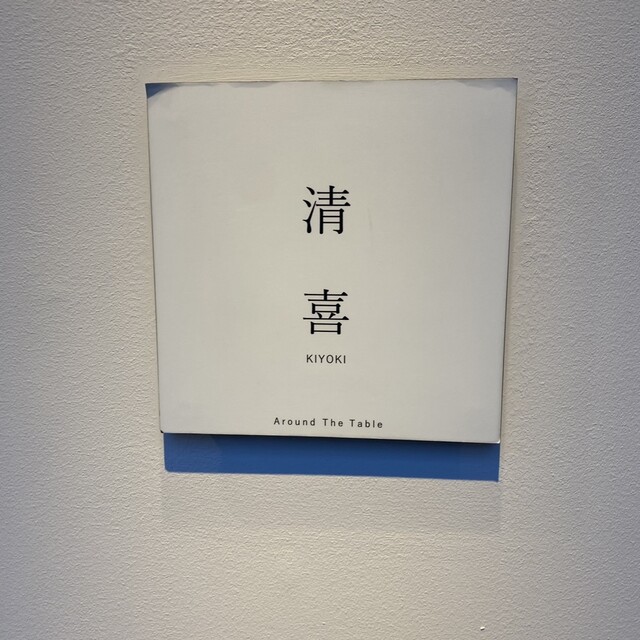 清
喜
KIYOKI
Around The Table